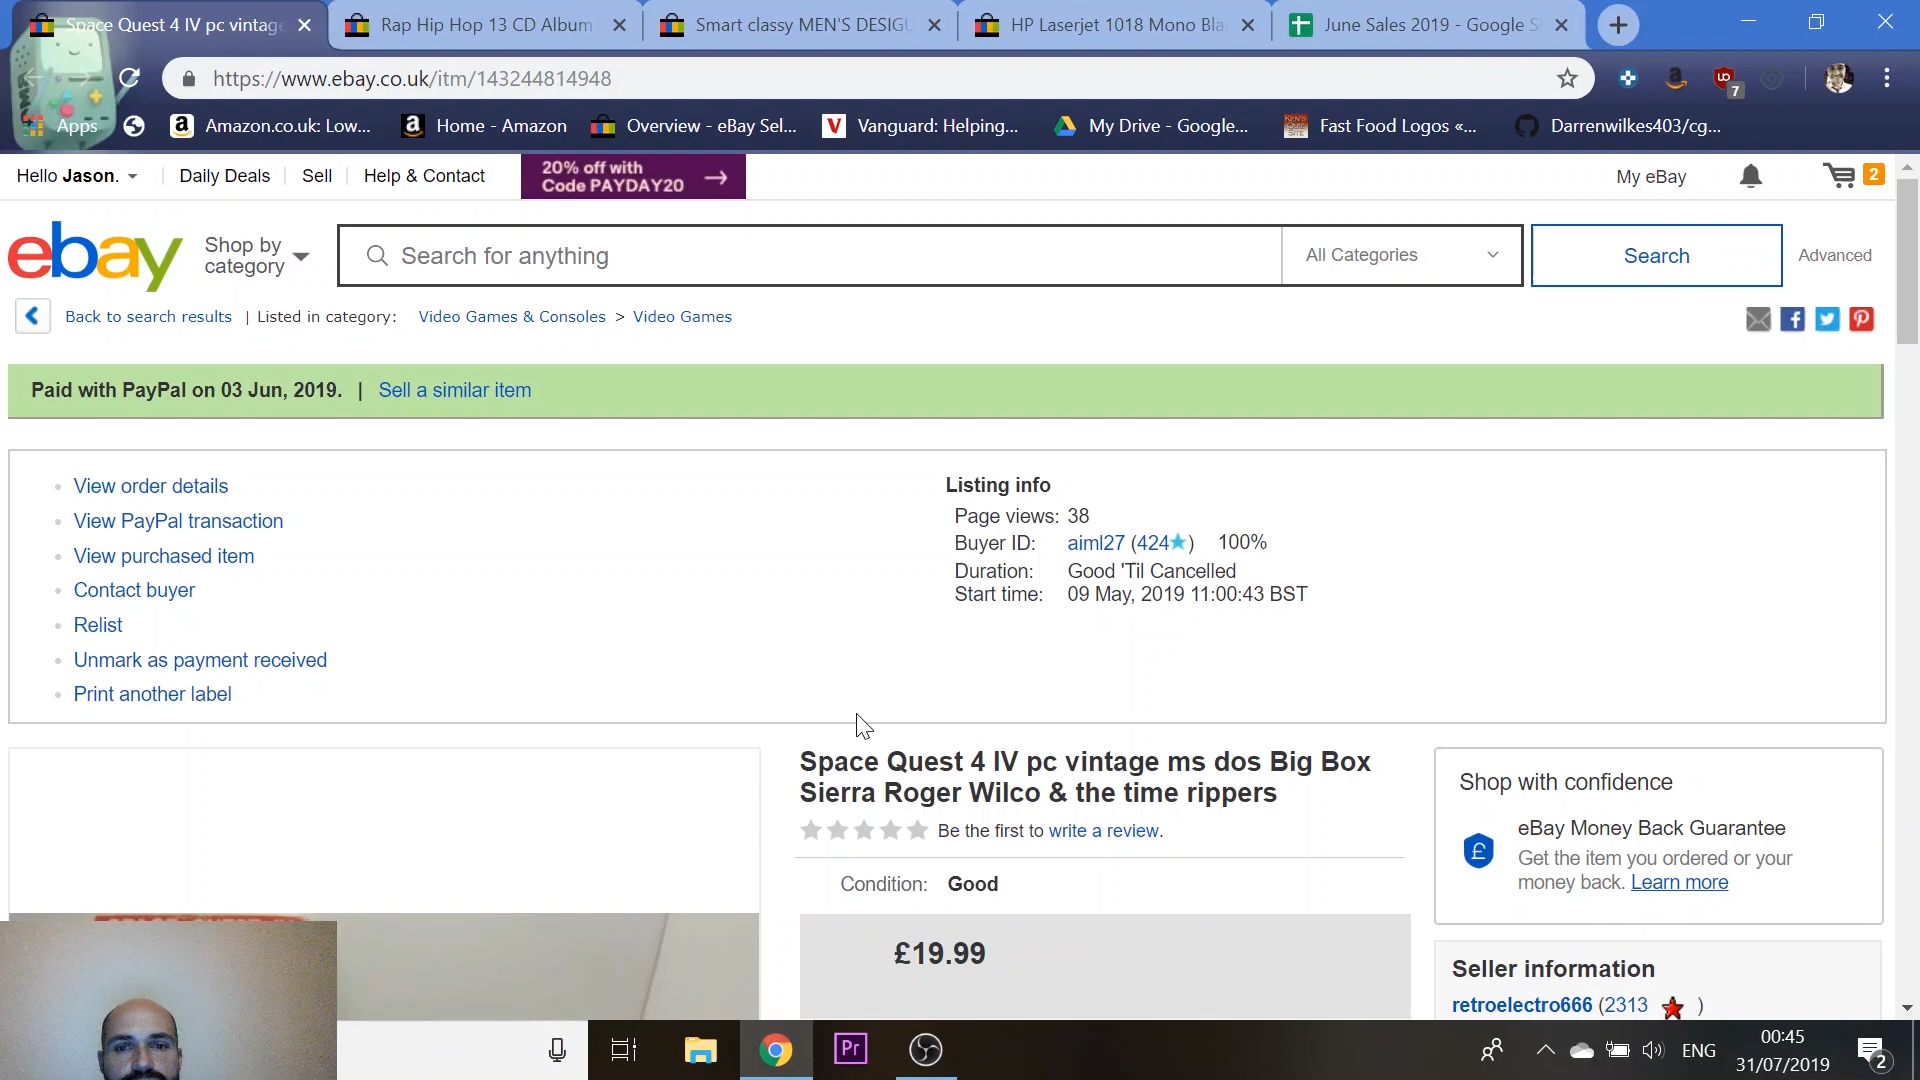 Space Quest 4 IV pc vintage
Rap Hip Hop 13 CD Album
Smart classy MEN'S DESIGU
HP Laserjet 1018 Mono Bla
June Sales 2019 - Google S
https://www.ebay.co.uk/itm/143244814948
7
Apps
Amazon.co.uk: Low...
Home - Amazon
Overview - eBay Sel...
Vanguard: Helping...
My Drive - Google...
Fast Food Logos «...
Darrenwilkes403/cg...
Hello Jason.
Daily Deals
Sell
Help & Contact
20% off with
Code PAYDAY20
My eBay
2
ebay
Shop by
category
Search for anything
All Categories
Search
Advanced
Back to search results | Listed in category: Video Games & Consoles > Video Games
Paid with PayPal on 03 Jun, 2019. | Sell a similar item
View order details
View PayPal transaction
View purchased item
Contact buyer
Relist
Unmark as payment received
Print another label
Listing info
Page views: 38
Buyer ID: aiml27 (424) 100%
Duration: Good 'Til Cancelled
Start time: 09 May, 2019 11:00:43 BST
Space Quest 4 IV pc vintage ms dos Big Box
Sierra Roger Wilco & the time rippers
Be the first to write a review.
Condition: Good
£19.99
Shop with confidence
eBay Money Back Guarantee
Get the item you ordered or your
money back. Learn more
Seller information
retroelectro666 (2313 )
Pr
ENG
00:45
31/07/2019
2